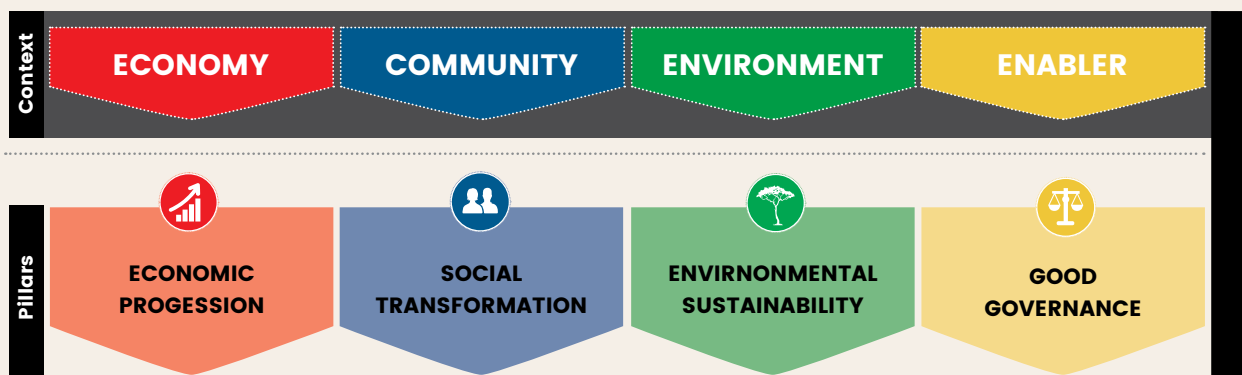 Context
ECONOMY
COMMUNITY
ENVIRONMENT
ENABLER
Pillars
ECONOMIC
PROGESSION
SOCIAL
TRANSFORMATION
ENVIRNONMENTAL
SUSTAINABILITY
GOOD
GOVERNANCE